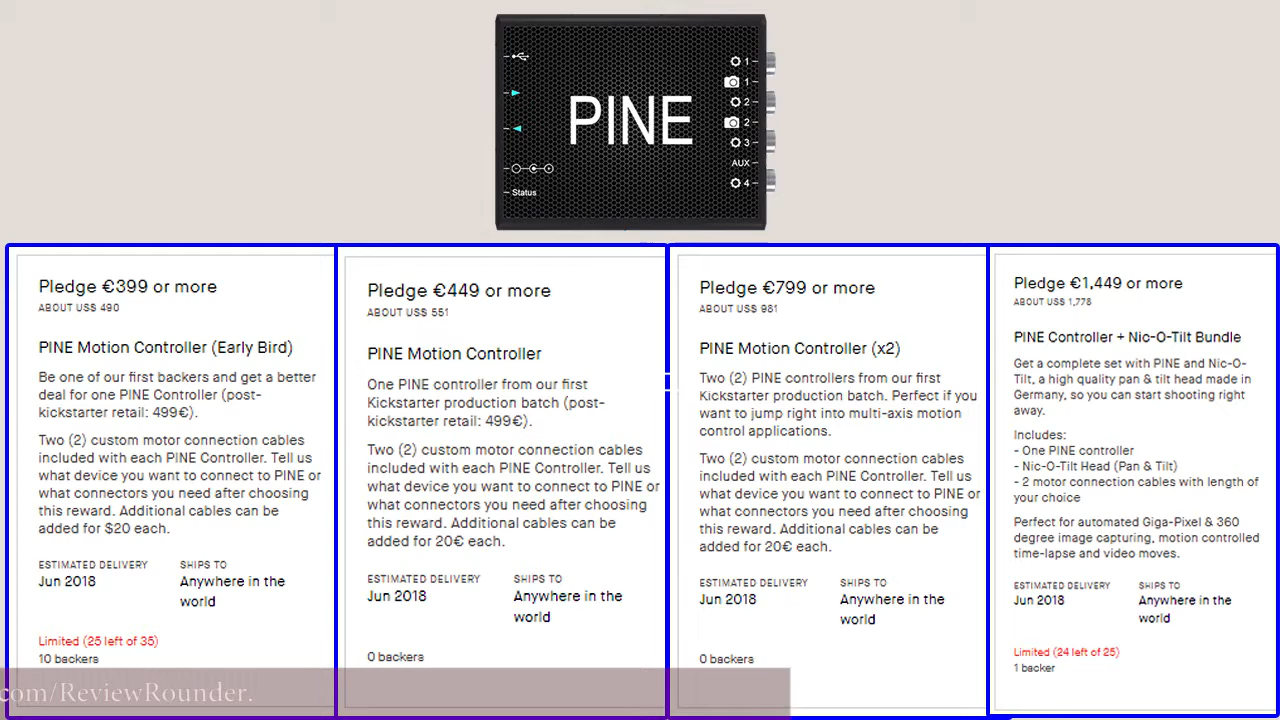 PINE
1
1
2
2
3
AUX
4
Status
Pledge €399 or more
ABOUT US$ 490
PINE Motion Controller (Early Bird)
Be one of our first backers and get a better
deal for one PINE Controller (post-
kickstarter retail: 499€).
Two (2) custom motor connection cables
included with each PINE Controller. Tell us
what device you want to connect to PINE or
what connectors you need after choosing
this reward. Additional cables can be
added for $20 each.
ESTIMATED DELIVERY
Jun 2018
SHIPS TO
Anywhere in the
world
Limited (25 left of 35)
10 backers
Pledge €449 or more
ABOUT US$ 551
PINE Motion Controller
One PINE controller from our first
Kickstarter production batch (post-
kickstarter retail: 499€).
Two (2) custom motor connection cables
included with each PINE Controller. Tell us
what device you want to connect to PINE or
what connectors you need after choosing
this reward. Additional cables can be
added for 20€ each.
ESTIMATED DELIVERY
Jun 2018
SHIPS TO
Anywhere in the
world
0 backers
Pledge €799 or more
ABOUT US$ 981
PINE Motion Controller (x2)
Two (2) PINE controllers from our first
Kickstarter production batch. Perfect if you
want to jump right into multi-axis motion
control applications.
Two (2) custom motor connection cables
included with each PINE Controller. Tell us
what device you want to connect to PINE or
what connectors you need after choosing
this reward. Additional cables can be
added for 20€ each.
ESTIMATED DELIVERY
Jun 2018
SHIPS TO
Anywhere in the
world
0 backers
Pledge €1,449 or more
ABOUT US$ 1,778
PINE Controller + Nic-O-Tilt Bundle
Get a complete set with PINE and Nic-O-
Tilt, a high quality pan & tilt head made in
Germany, so you can start shooting right
away.
Includes:
- One PINE controller
- Nic-O-Tilt Head (Pan & Tilt)
- 2 motor connection cables with length of
your choice
Perfect for automated Giga-Pixel & 360
degree image capturing, motion controlled
time-lapse and video moves.
ESTIMATED DELIVERY
Jun 2018
SHIPS TO
Anywhere in the
world
Limited (24 left of 25)
1 backer
com/ReviewRounder.